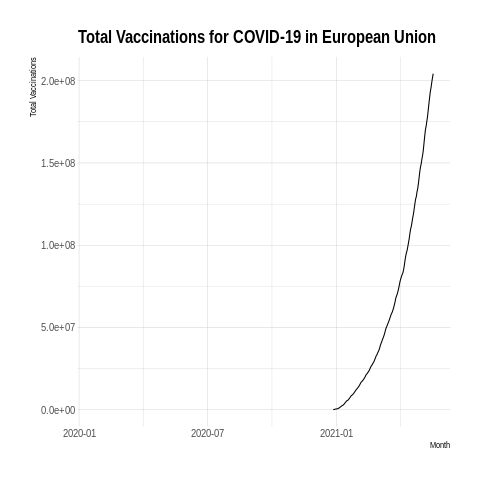 Total Vaccinations for COVID-19 in European Union
Total Vaccinations
2.0e+08
1.5e+08
1.0e+08
5.0e+07
0.0e+00
2020-01
2020-07
2021-01
Month